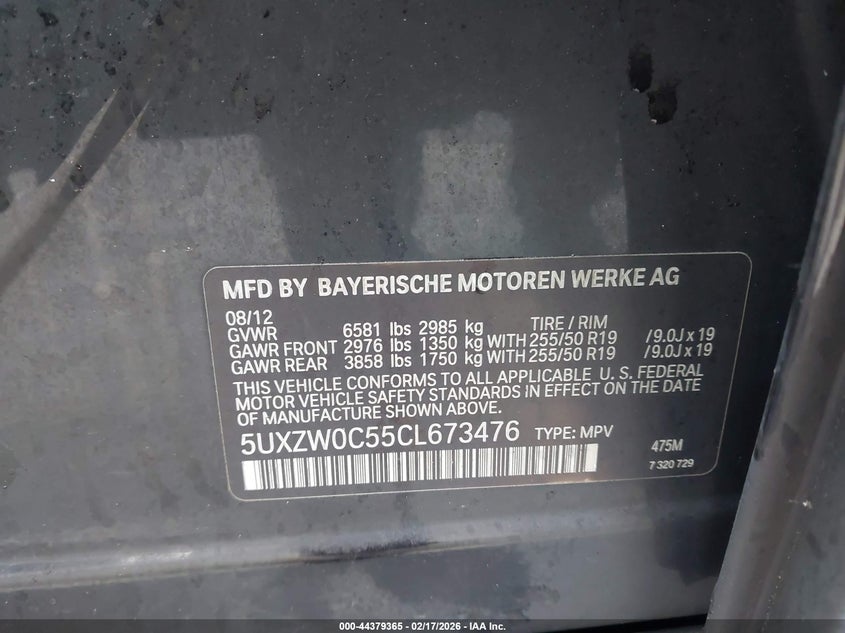 MFD BY BAYERISCHE MOTOREN WERKE AG
08/12 TIRE / RIM
GVWR 6581 lbs 2985 kg
GAWR FRONT 2976 lbs 1350 kg WITH 255/50 R19 /9.0J x 19
GAWR REAR 3858 lbs 1750 kg WITH 255/50 R19 /9.0J x 19
THIS VEHICLE CONFORMS TO ALL APPLICABLE U. S. FEDERAL
MOTOR VEHICLE SAFETY STANDARDS IN EFFECT ON THE DATE
OF MANUFACTURE SHOWN ABOVE.
5UXZW0C55CL673476 TYPE: MPV 475M
7 320 729
000-44379365 - 02/17/2026 - IAA Inc.